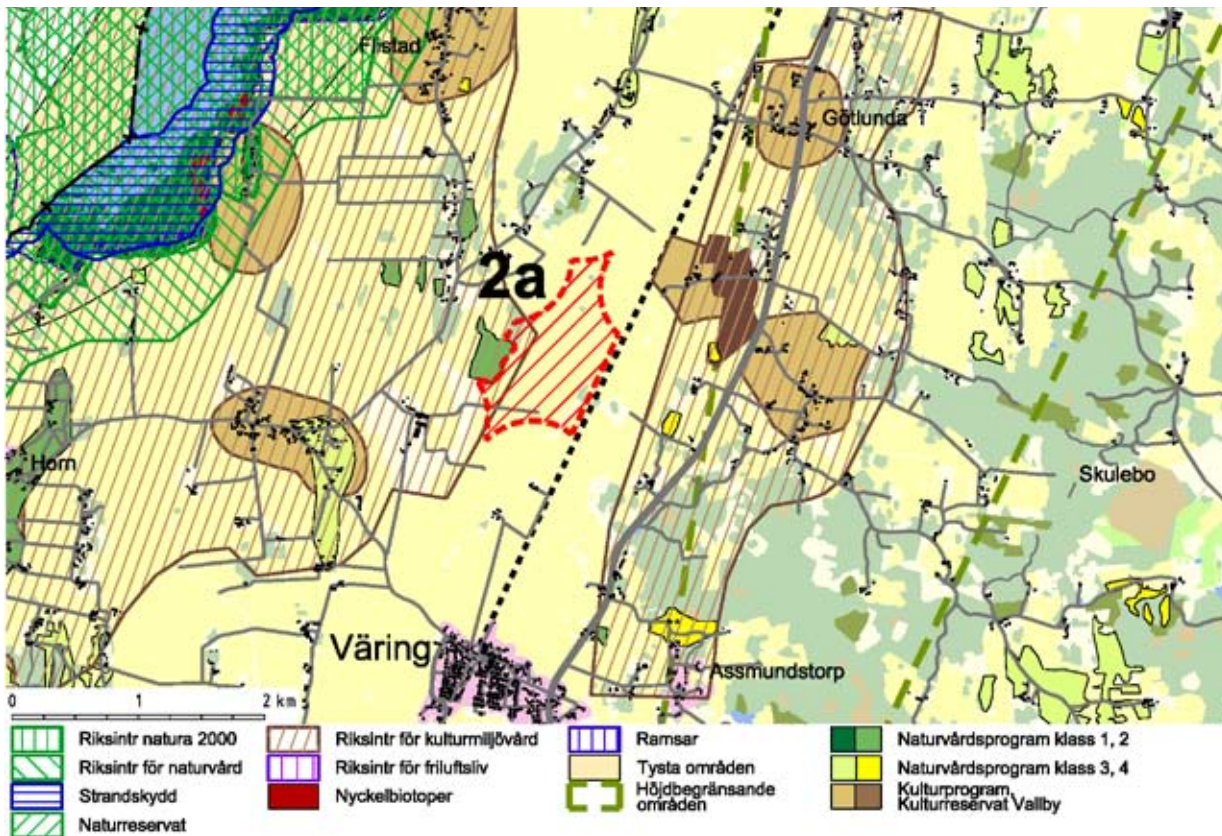 Flistad
Götlunda
2a
Horn
Skulebo
Väring
Assmundstorp
0 1 2 km
Riksintr natura 2000
Riksintr för naturvård
Strandskydd
Naturreservat
Riksintr för kulturmiljövård
Riksintr för friluftsliv
Nyckelbiotoper
Ramsar
Tysta områden
Höjdbegränsande
områden
Naturvårdsprogram klass 1, 2
Naturvårdsprogram klass 3, 4
Kulturprogram,
Kulturreservat Vallby